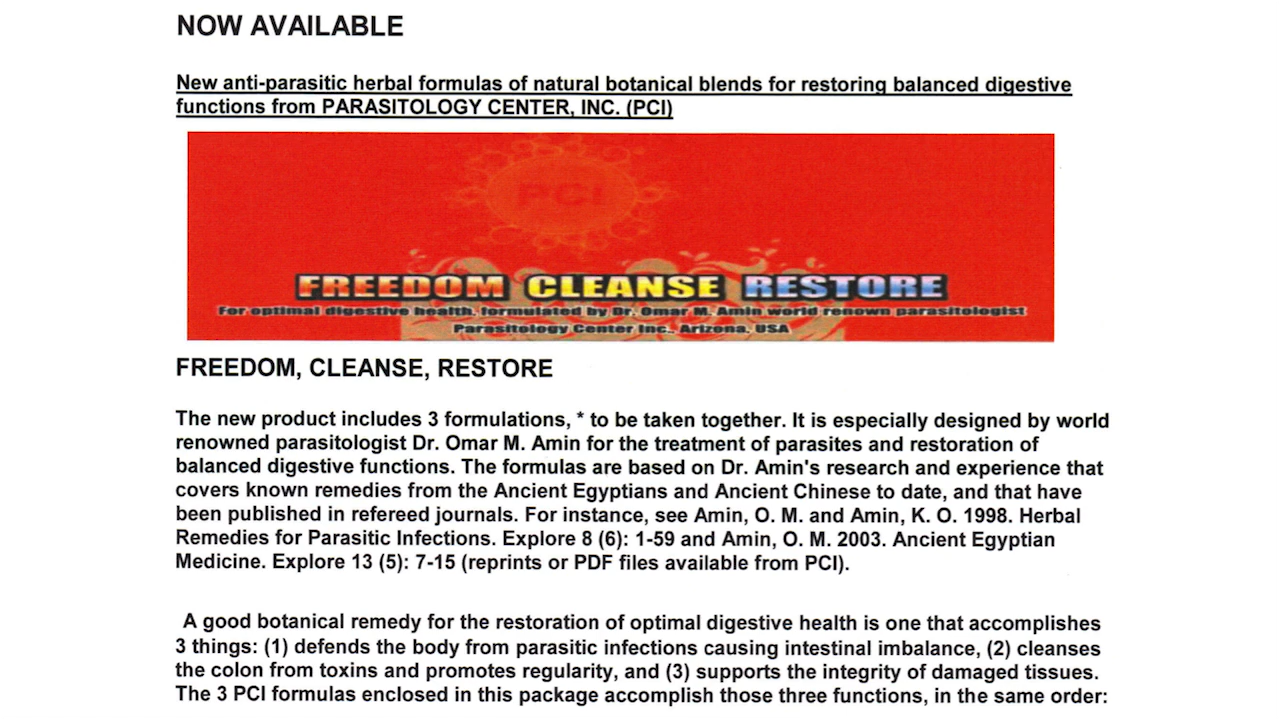 NOW AVAILABLE
New anti-parasitic herbal formulas of natural botanical blends for restoring balanced digestive
functions from PARASITOLOGY CENTER, INC. (PCI)
PCI
FREEDOM CLEANSE RESTORE
For optimal digestive health, formulated by Dr. Omar M. Amin world renown parasitologist
Parasitology Center Inc., Arizona, USA
FREEDOM, CLEANSE, RESTORE
The new product includes 3 formulations, * to be taken together. It is especially designed by world
renowned parasitologist Dr. Omar M. Amin for the treatment of parasites and restoration of
balanced digestive functions. The formulas are based on Dr. Amin's research and experience that
covers known remedies from the Ancient Egyptians and Ancient Chinese to date, and that have
been published in refereed journals. For instance, see Amin, O. M. and Amin, K. O. 1998. Herbal
Remedies for Parasitic Infections. Explore 8 (6): 1-59 and Amin, O. M. 2003. Ancient Egyptian
Medicine. Explore 13 (5): 7-15 (reprints or PDF files available from PCI).
A good botanical remedy for the restoration of optimal digestive health is one that accomplishes
3 things: (1) defends the body from parasitic infections causing intestinal imbalance, (2) cleanses
the colon from toxins and promotes regularity, and (3) supports the integrity of damaged tissues.
The 3 PCI formulas enclosed in this package accomplish those three functions, in the same order: